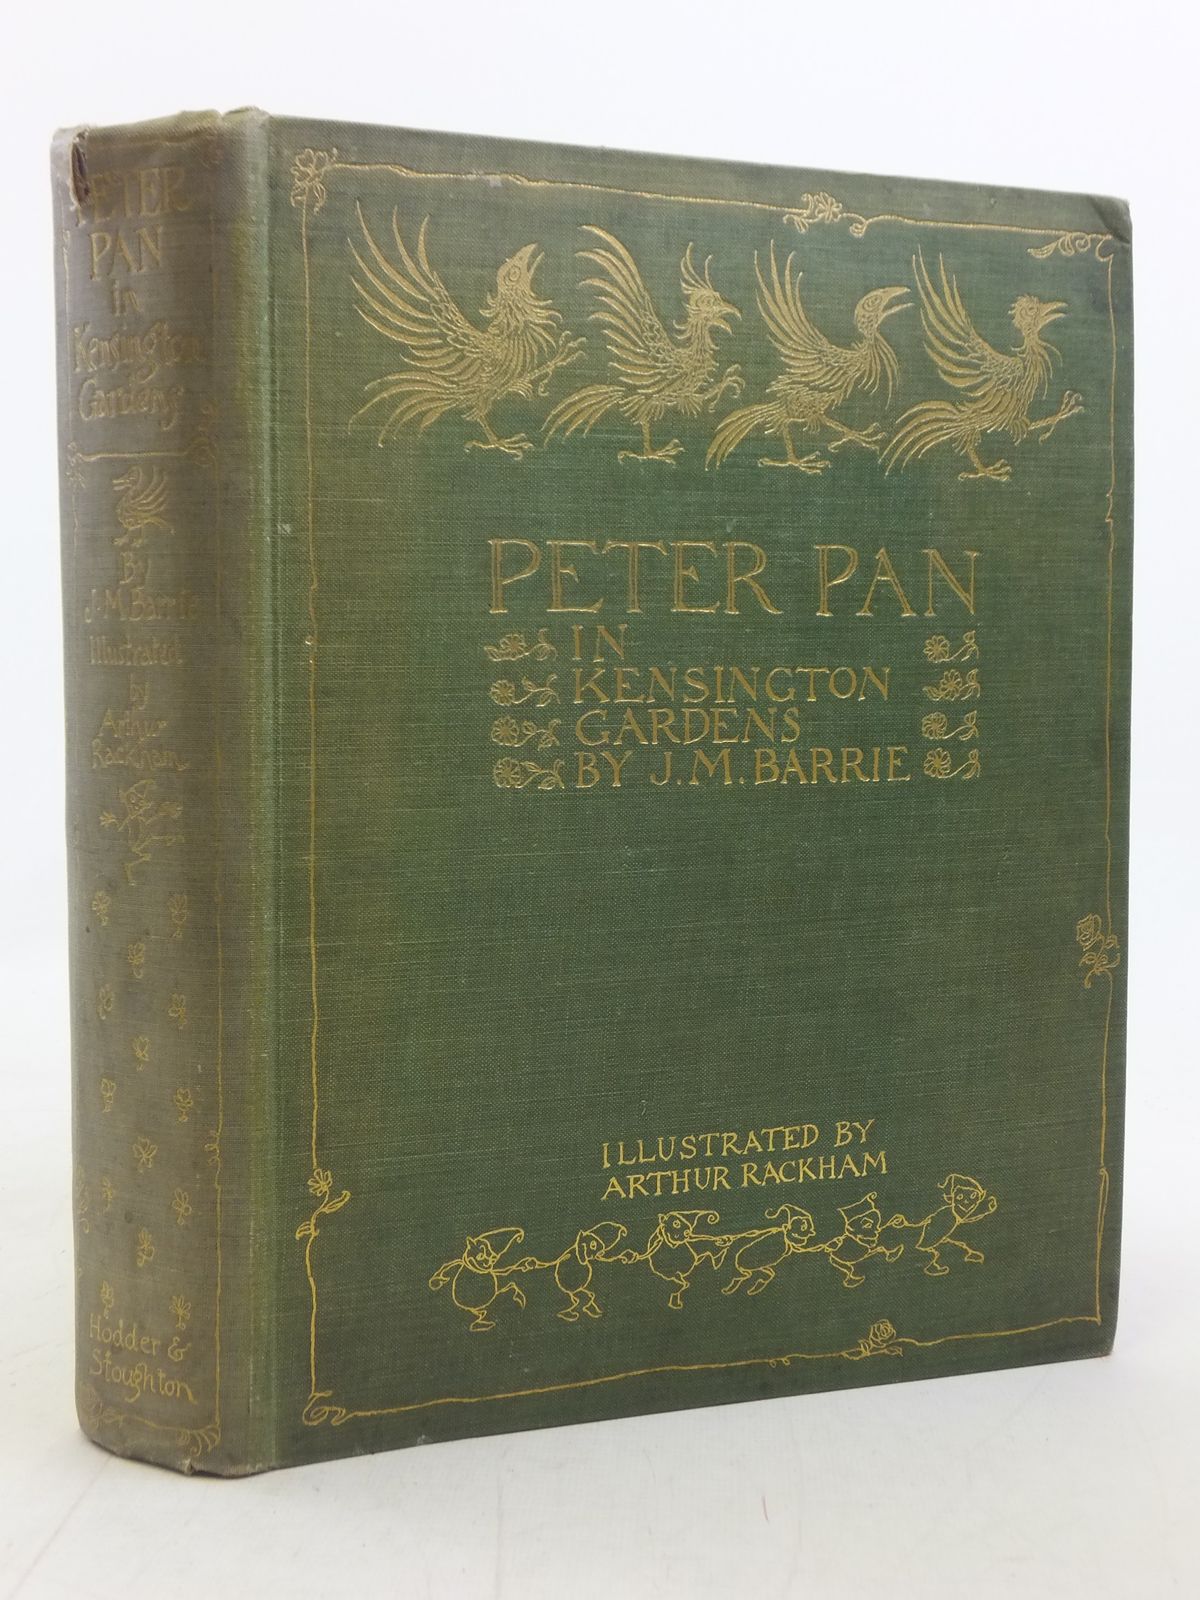 PETER
PAN
in
Kensington
Gardens
By
J.M. Barrie
Illustrated
by
Arthur
Rackham
Hodder &
Stoughton
PETER PAN
IN
KENSINGTON
GARDENS
BY J.M. BARRIE
ILLUSTRATED BY
ARTHUR RACKHAM